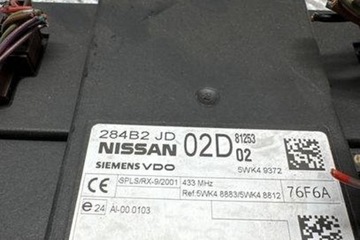 284B2 JD
NISSAN 02D 81253 02
SIEMENS VDO 5WK4 9372
CE SPLS/RX-9/2001 433 MHz
Ref.5WK4 8883/5WK4 8812 76F6A
e 24 AI-00 0103